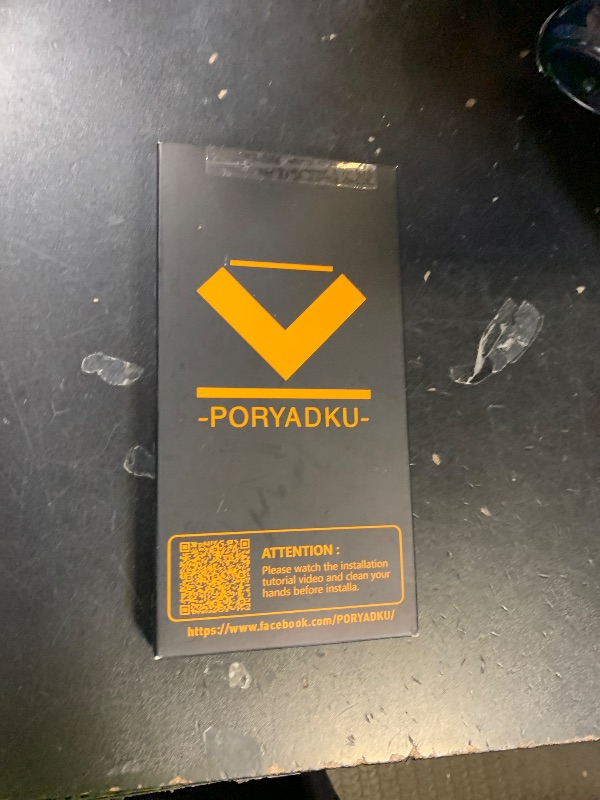 -PORYADKU-
ATTENTION :
Please watch the installation
tutorial video and clean your
hands before installa.
https://www.facebook.com/PORYADKU/